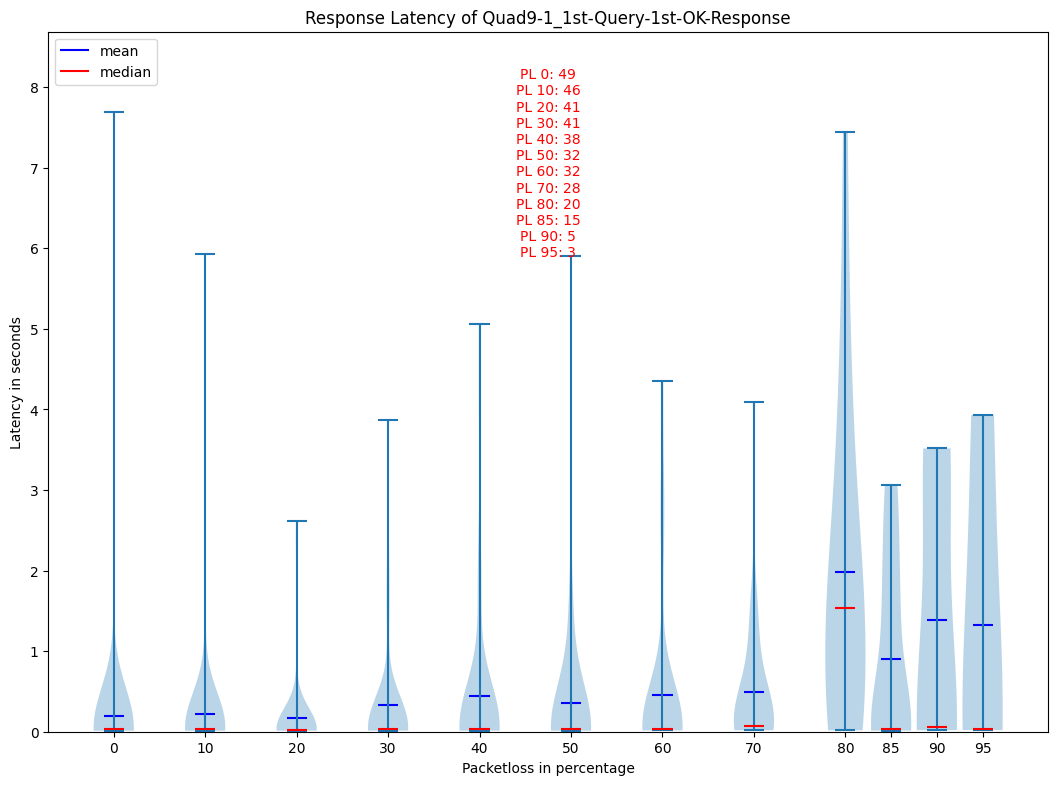 Response Latency of Quad9-1_1st-Query-1st-OK-Response
mean
median
PL 0: 49
PL 10: 46
PL 20: 41
PL 30: 41
PL 40: 38
PL 50: 32
PL 60: 32
PL 70: 28
PL 80: 20
PL 85: 15
PL 90: 5
PL 95: 3
8
7
6
5
4
3
2
1
0
Latency in seconds
0 10 20 30 40 50 60 70 80 85 90 95
Packetloss in percentage